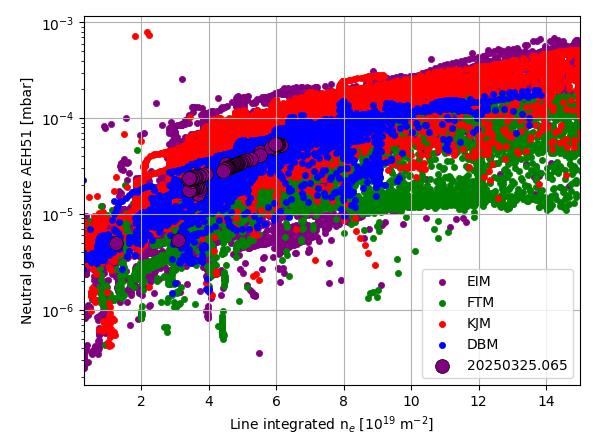 10⁻³
10⁻⁴
10⁻⁵
10⁻⁶
Neutral gas pressure AEH51 [mbar]
EIM
FTM
KJM
DBM
20250325.065
2 4 6 8 10 12 14
Line integrated nₑ [10¹⁹ m⁻²]